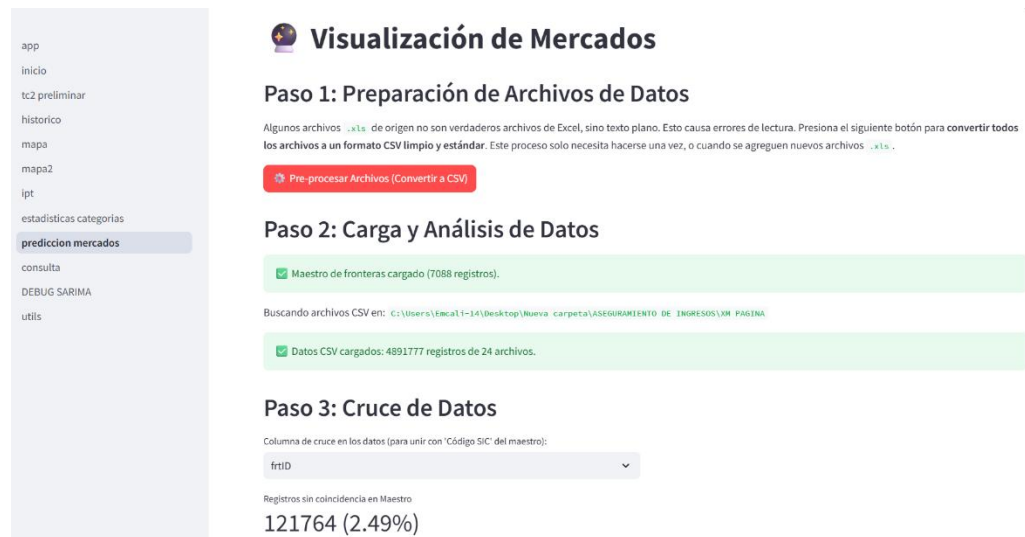 app
inicio
tc2 preliminar
historico
mapa
mapa2
ipt
estadisticas categorias
prediccion mercados
consulta
DEBUG SARIMA
utils
Visualización de Mercados
Paso 1: Preparación de Archivos de Datos
Algunos archivos .xls de origen no son verdaderos archivos de Excel, sino texto plano. Esto causa errores de lectura. Presiona el siguiente botón para convertir todos
los archivos a un formato CSV limpio y estándar. Este proceso solo necesita hacerse una vez, o cuando se agreguen nuevos archivos .xls.
Pre-procesar Archivos (Convertir a CSV)
Paso 2: Carga y Análisis de Datos
Maestro de fronteras cargado (7088 registros).
Buscando archivos CSV en: C:\Users\Emcali-14\Desktop\Nueva carpeta\ASEGURAMIENTO DE INGRESOS\XM PAGINA
Datos CSV cargados: 4891777 registros de 24 archivos.
Paso 3: Cruce de Datos
Columna de cruce en los datos (para unir con 'Código SIC' del maestro):
frtID
Registros sin coincidencia en Maestro
121764 (2.49%)